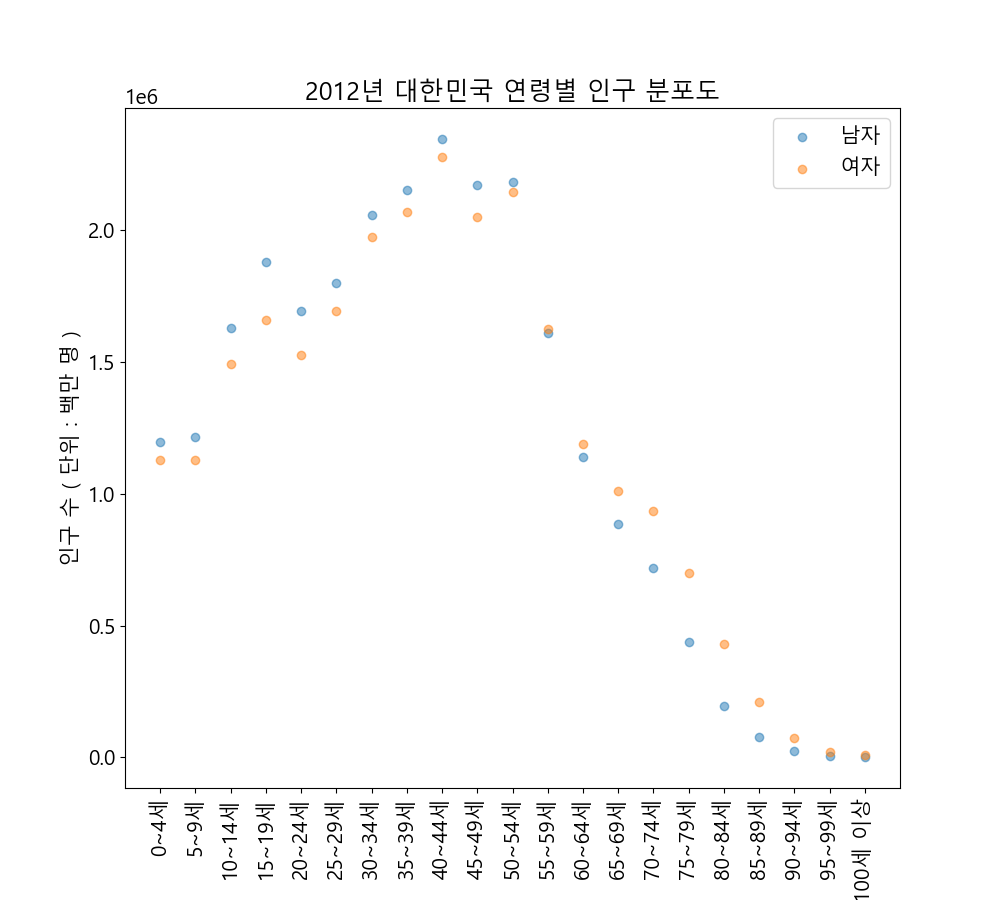 2012년 대한민국 연령별 인구 분포도
1e6
남자
여자
인구 수 ( 단위 : 백만 명 )
2.0
1.5
1.0
0.5
0.0
0~4세
5~9세
10~14세
15~19세
20~24세
25~29세
30~34세
35~39세
40~44세
45~49세
50~54세
55~59세
60~64세
65~69세
70~74세
75~79세
80~84세
85~89세
90~94세
95~99세
100세 이상